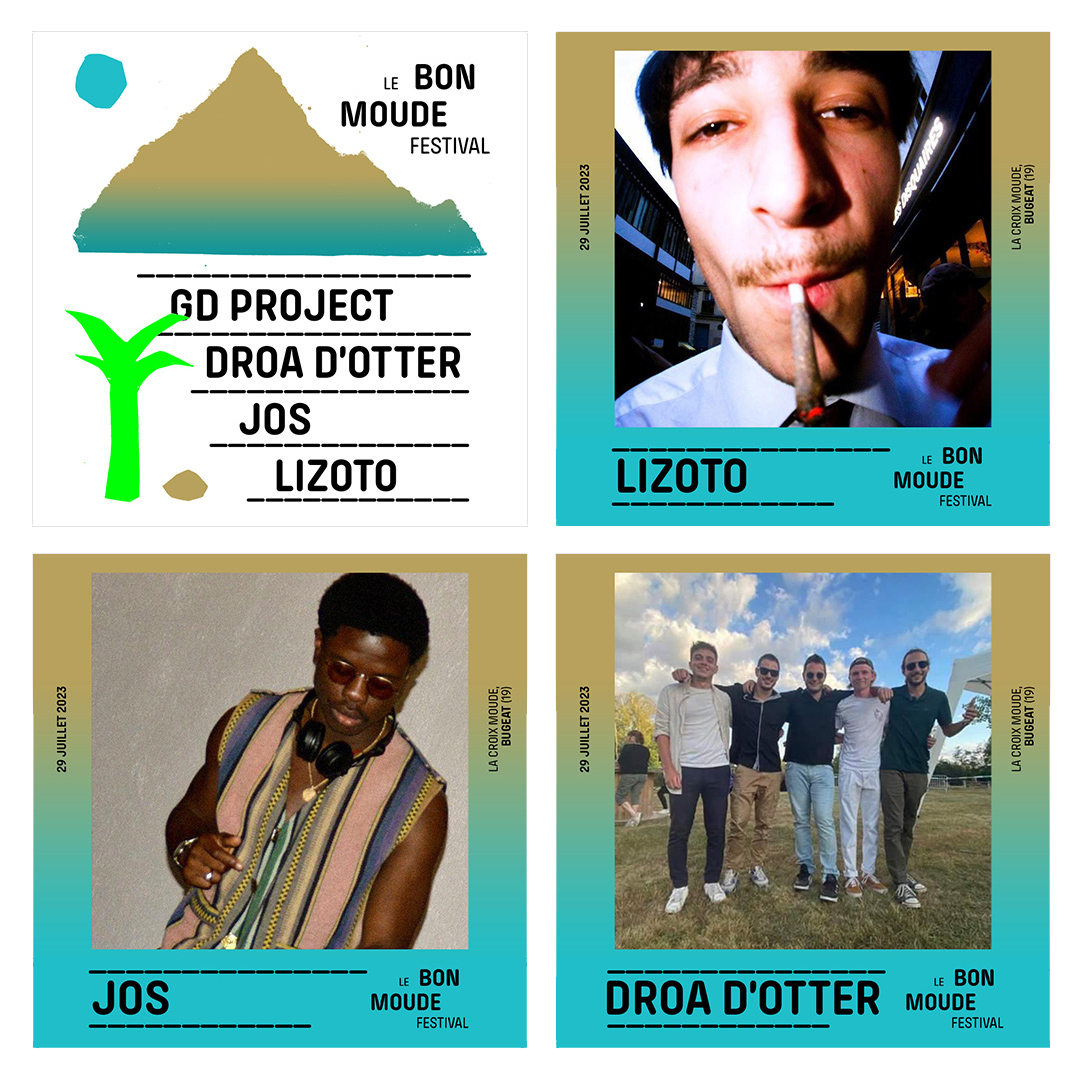 LE BON
MOUDE
FESTIVAL
GD PROJECT
DROA D'OTTER
JOS
LIZOTO
29 JUILLET 2023
LA CROIX MOUDE,
BUGEAT (19)
DISQUAIRES
LIZOTO
LE BON
MOUDE
FESTIVAL
29 JUILLET 2023
LA CROIX MOUDE,
BUGEAT (19)
JOS
LE BON
MOUDE
FESTIVAL
29 JUILLET 2023
LA CROIX MOUDE,
BUGEAT (19)
DROA D'OTTER
LE BON
MOUDE
FESTIVAL